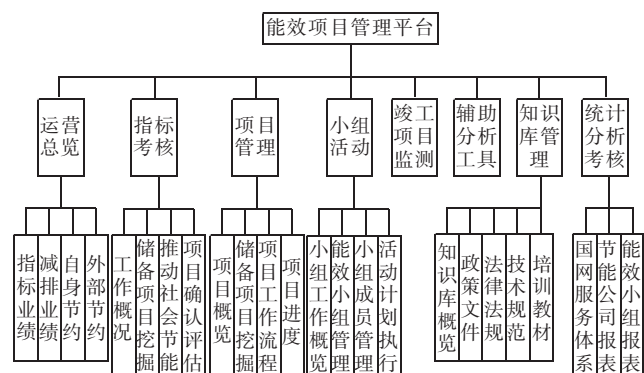 能效项目管理平台
运营
总览
指标
考核
项目
管理
小组
活动
竣工
项目
监测
辅助
分析
工具
知识
库管
理
统计
分析
考核
指标业绩
减排业绩
自身节约
外部节约
工作概况
储备项目挖掘
推动社会节能
项目确认评估
项目概览
储备项目挖掘
项目工作流程
项目进度
小组工作概览
能效小组管理
小组成员管理
活动计划执行
知识库概览
政策文件
法律法规
技术规范
培训教材
国网服务体系
节能公司报表
能效小组报表